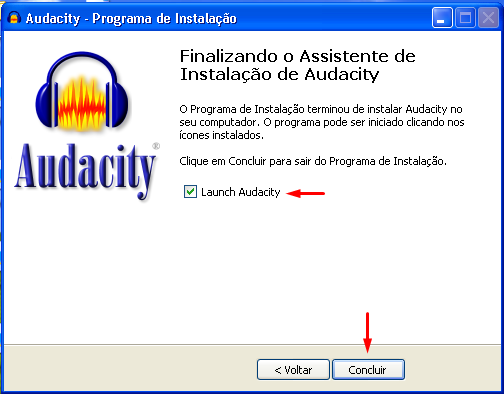 Audacity - Programa de Instalação
Finalizando o Assistente de
Instalação de Audacity
O Programa de Instalação terminou de instalar Audacity no
seu computador. O programa pode ser iniciado clicando nos
ícones instalados.
Clique em Concluir para sair do Programa de Instalação.
Audacity®
Launch Audacity
< Voltar
Concluir